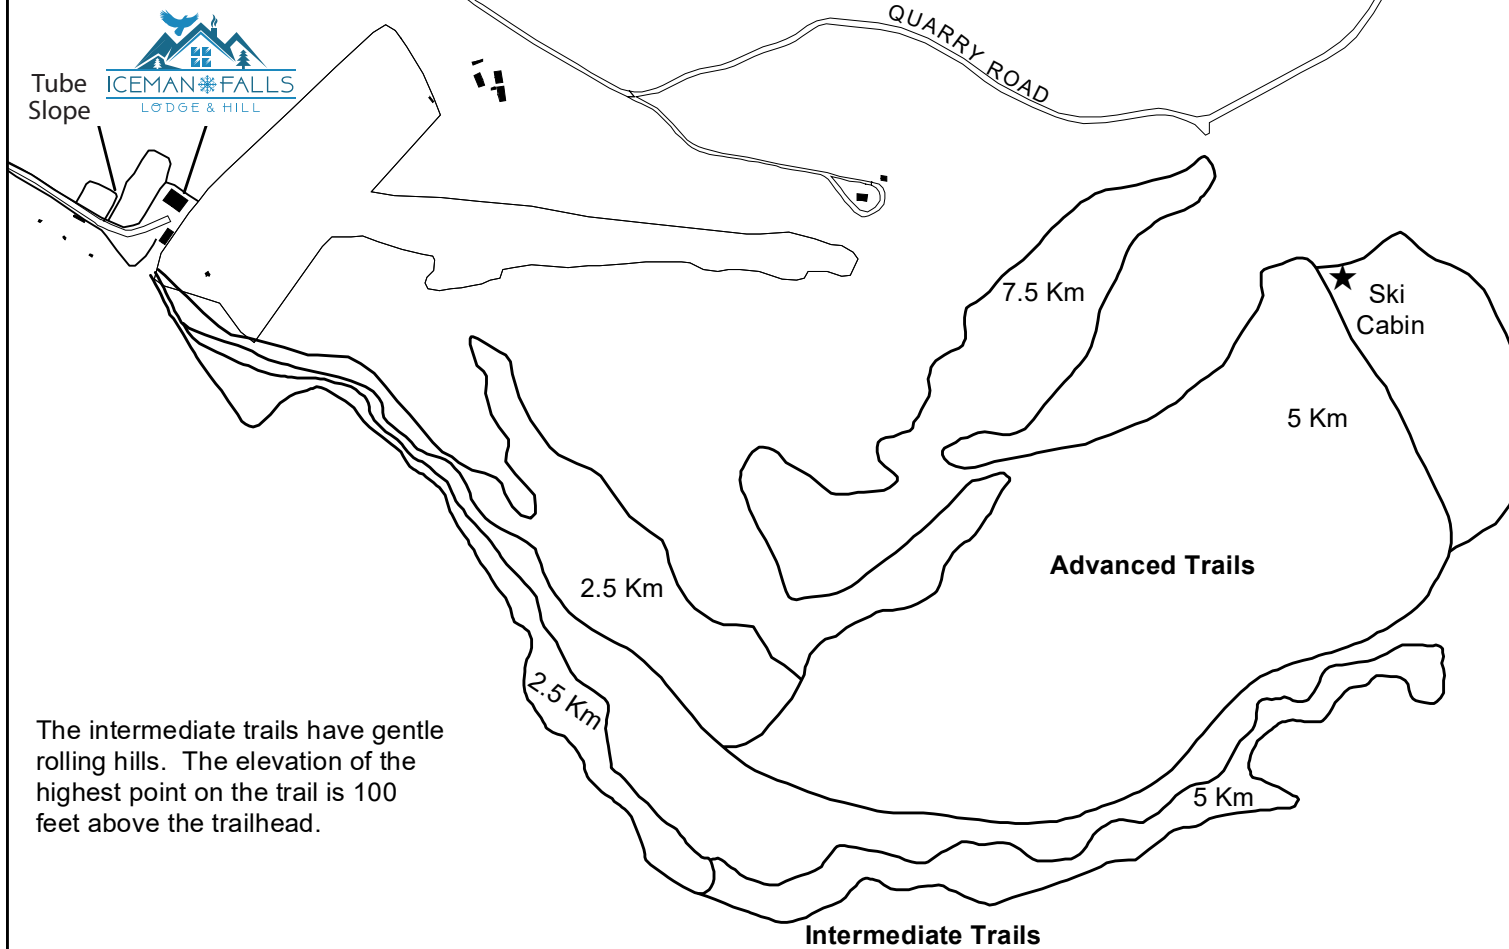 Tube
Slope
ICEMAN FALLS
LODGE & HILL
QUARRY ROAD
7.5 Km
Ski
Cabin
5 Km
Advanced Trails
2.5 Km
2.5 Km
The intermediate trails have gentle
rolling hills. The elevation of the
highest point on the trail is 100
feet above the trailhead.
5 Km
Intermediate Trails